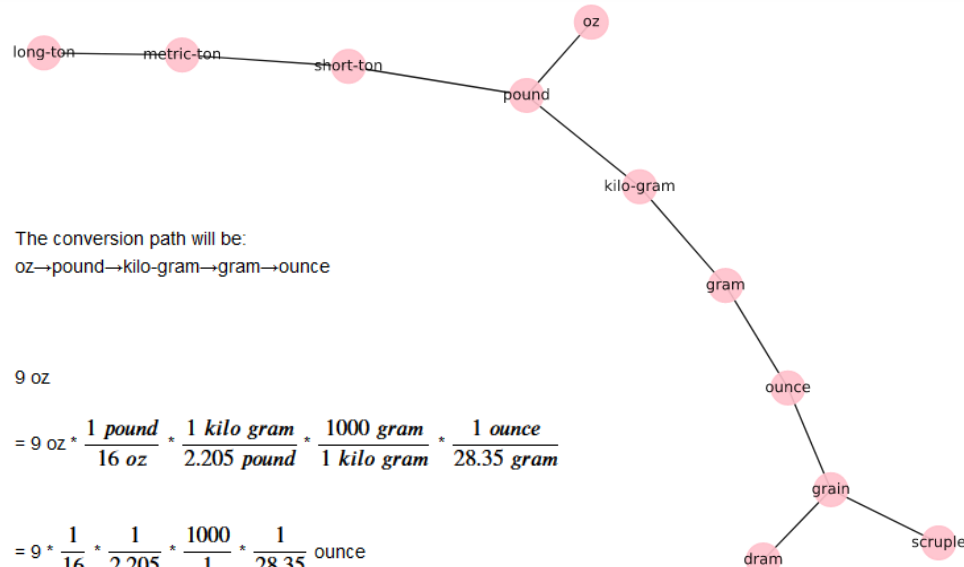 oz
long-ton
metric-ton
short-ton
pound
kilo-gram
The conversion path will be:
oz→pound→kilo-gram→gram→ounce
gram
9 oz
ounce
= 9 oz * 1 pound/16 oz * 1 kilo gram/2.205 pound * 1000 gram/1 kilo gram * 1 ounce/28.35 gram
grain
scruple
= 9 * 1/16 * 1/2.205 * 1000/1 * 1/28.35 ounce
dram